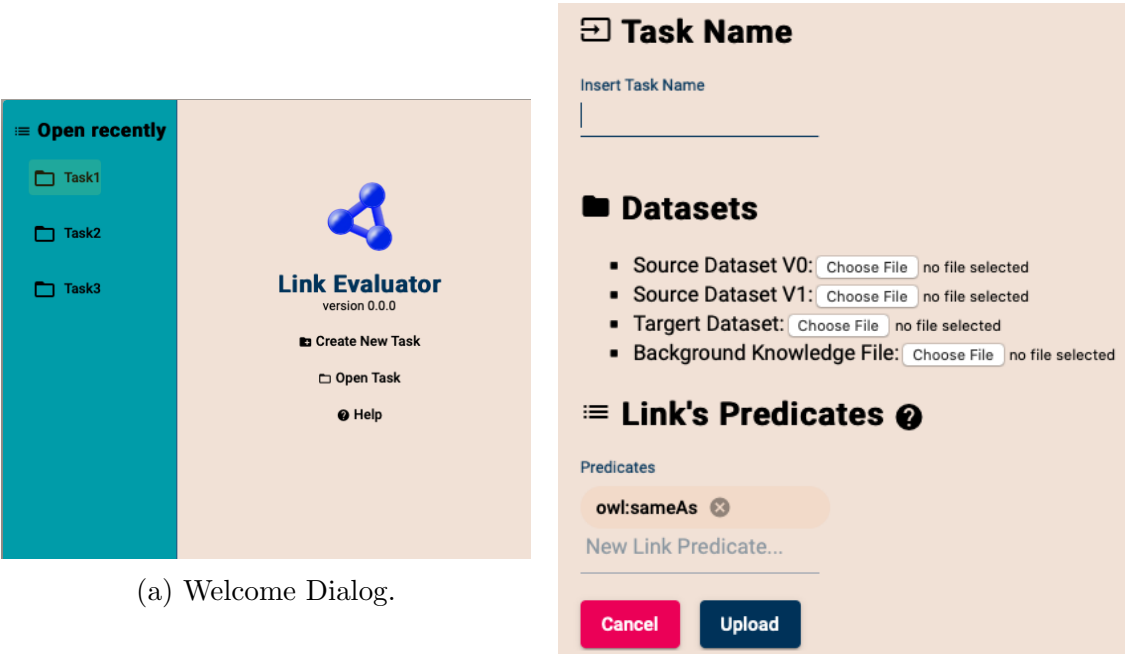 Open recently
Task1
Task2
Task3
Link Evaluator
version 0.0.0
Create New Task
Open Task
Help
(a) Welcome Dialog.
Task Name
Insert Task Name
Datasets
Source Dataset V0: Choose File no file selected
Source Dataset V1: Choose File no file selected
Targert Dataset: Choose File no file selected
Background Knowledge File: Choose File no file selected
Link's Predicates ?
Predicates
owl:sameAs
New Link Predicate...
Cancel Upload